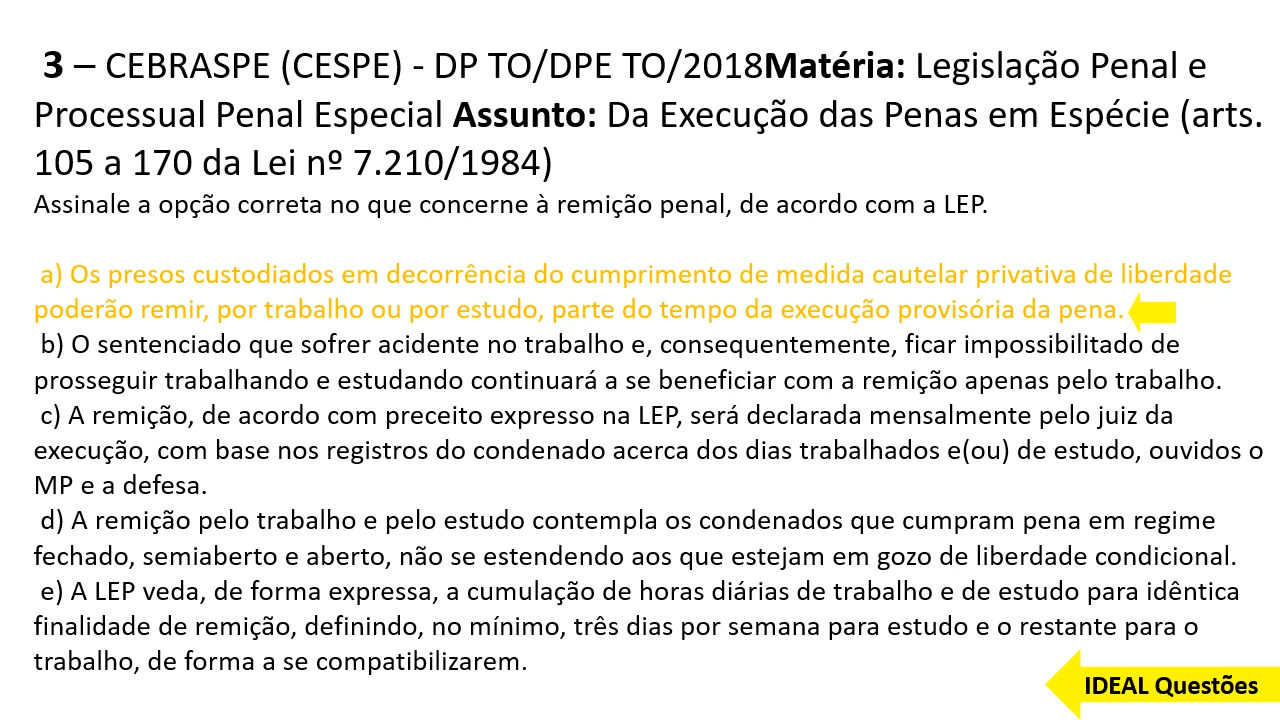 3 – CEBRASPE (CESPE) - DP TO/DPE TO/2018Matéria: Legislação Penal e
Processual Penal Especial Assunto: Da Execução das Penas em Espécie (arts.
105 a 170 da Lei nº 7.210/1984)
Assinale a opção correta no que concerne à remição penal, de acordo com a LEP.
a) Os presos custodiados em decorrência do cumprimento de medida cautelar privativa de liberdade
poderão remir, por trabalho ou por estudo, parte do tempo da execução provisória da pena.
b) O sentenciado que sofrer acidente no trabalho e, consequentemente, ficar impossibilitado de
prosseguir trabalhando e estudando continuará a se beneficiar com a remição apenas pelo trabalho.
c) A remição, de acordo com preceito expresso na LEP, será declarada mensalmente pelo juiz da
execução, com base nos registros do condenado acerca dos dias trabalhados e(ou) de estudo, ouvidos o
MP e a defesa.
d) A remição pelo trabalho e pelo estudo contempla os condenados que cumpram pena em regime
fechado, semiaberto e aberto, não se estendendo aos que estejam em gozo de liberdade condicional.
e) A LEP veda, de forma expressa, a cumulação de horas diárias de trabalho e de estudo para idêntica
finalidade de remição, definindo, no mínimo, três dias por semana para estudo e o restante para o
trabalho, de forma a se compatibilizarem.
IDEAL Questões